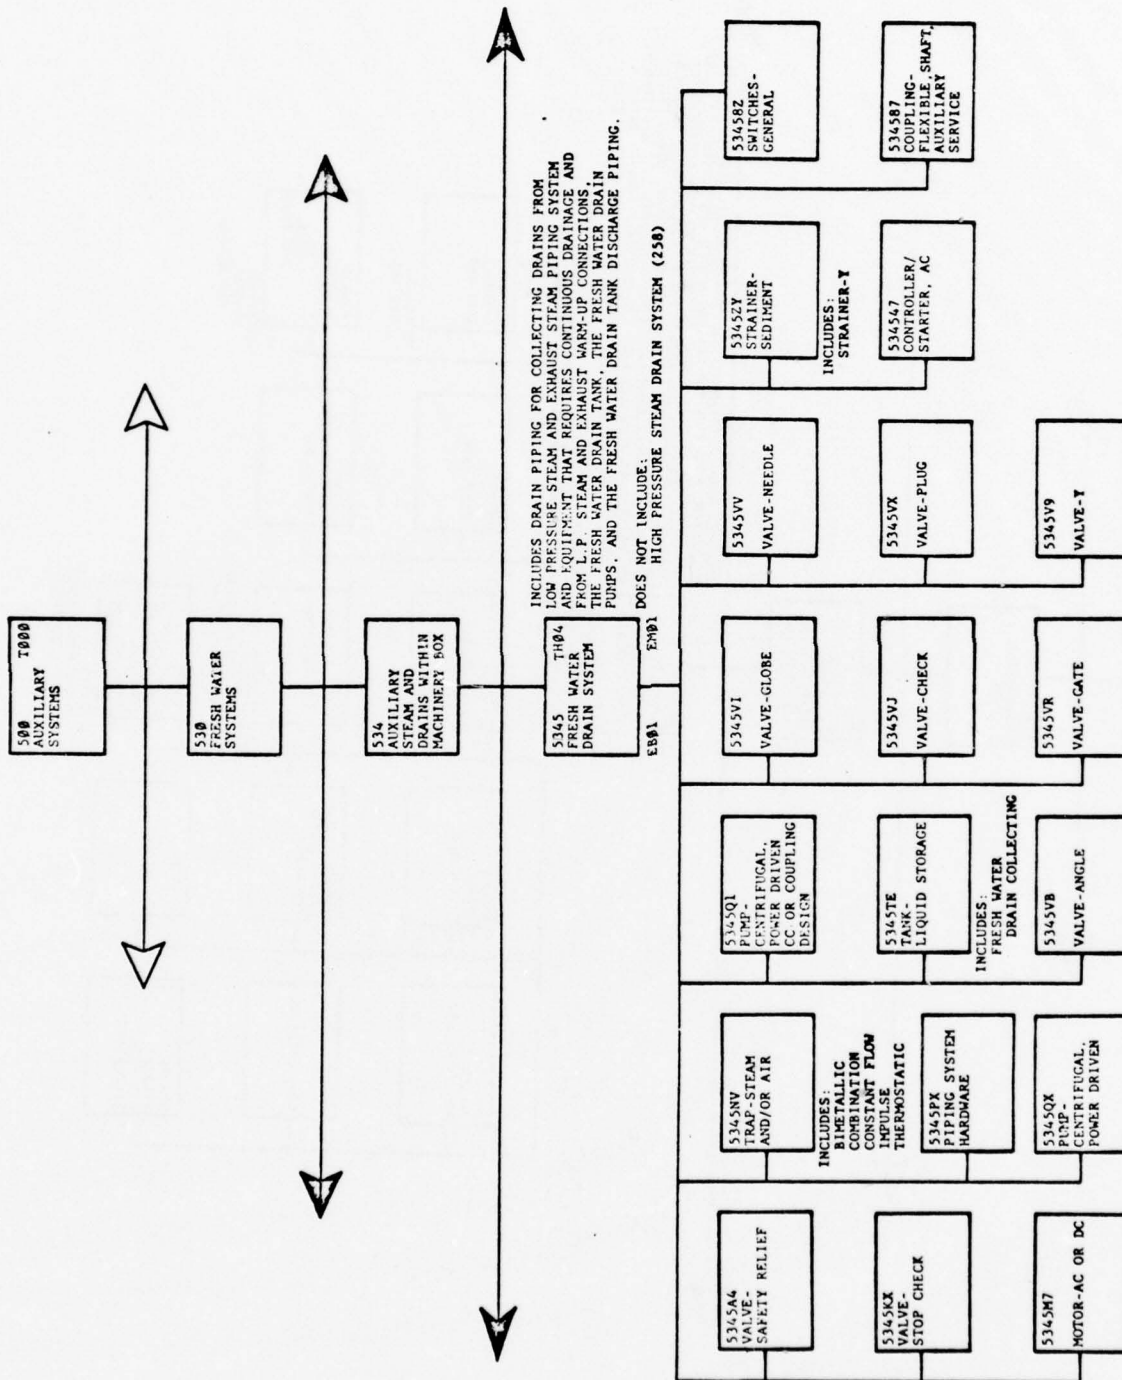 500 T000
AUXILIARY
SYSTEMS
530
FRESH WATER
SYSTEMS
534
AUXILIARY
STEAM AND
DRAINS WITHIN
MACHINERY BOX
5345 TH04
FRESH WATER
DRAIN SYSTEM
INCLUDES DRAIN PIPING FOR COLLECTING DRAINS FROM
LOW PRESSURE STEAM AND EXHAUST STEAM PIPING SYSTEM
AND EQUIPMENT THAT REQUIRES CONTINUOUS DRAINAGE AND
FROM L.P. STEAM AND EXHAUST WARM-UP CONNECTIONS,
THE FRESH WATER DRAIN TANK, THE FRESH WATER DRAIN
PUMPS, AND THE FRESH WATER DRAIN TANK DISCHARGE PIPING.
DOES NOT INCLUDE:
HIGH PRESSURE STEAM DRAIN SYSTEM (258)
EB01 EM01
5345A4
VALVE-
SAFETY RELIEF
5345KX
VALVE-
STOP CHECK
5345M7
MOTOR-AC OR DC
5345NV
TRAP-STEAM
AND/OR AIR
INCLUDES:
BIMETALLIC
COMBINATION
CONSTANT FLOW
IMPULSE
THERMOSTATIC
5345PX
PIPING SYSTEM
HARDWARE
5345QX
PUMP-
CENTRIFUGAL,
POWER DRIVEN
5345Q1
PUMP-
CENTRIFUGAL,
POWER DRIVEN
CC OR COUPLING
DESIGN
5345TE
TANK-
LIQUID STORAGE
INCLUDES:
FRESH WATER
DRAIN COLLECTING
5345VB
VALVE-ANGLE
5345VI
VALVE-GLOBE
5345VJ
VALVE-CHECK
5345VR
VALVE-GATE
5345VV
VALVE-NEEDLE
5345VX
VALVE-PLUG
5345V9
VALVE-Y
5345ZY
STRAINER-
SEDIMENT
INCLUDES:
STRAINER-Y
534547
CONTROLLER/
STARTER, AC
534582
SWITCHES-
GENERAL
534587
COUPLING-
FLEXIBLE, SHAFT,
AUXILIARY
SERVICE